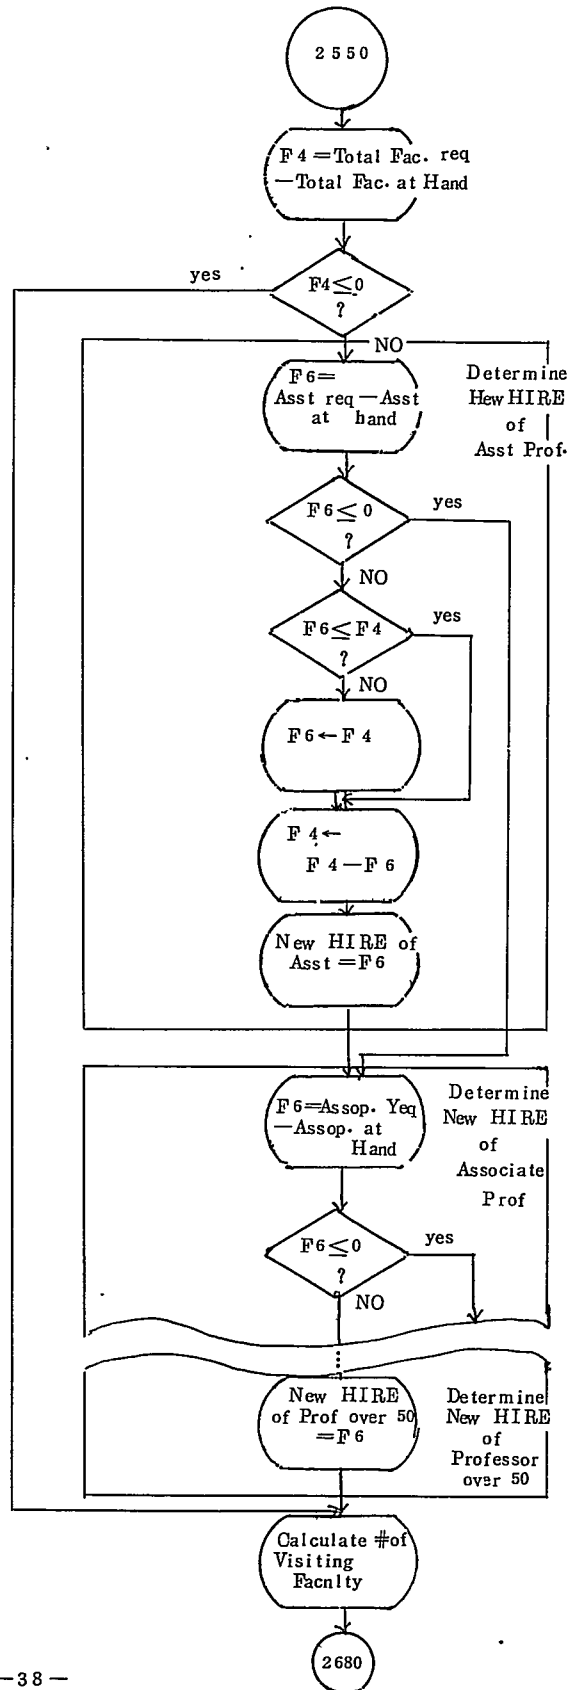 2550
F4=Total Fac. req
—Total Fac. at Hand
yes
F4≤0
?
NO
F6=
Asst req —Asst
at hand
Determine
Hew HIRE
of
Asst Prof.
F6≤0
?
yes
NO
F6≤F4
?
yes
NO
F6←F4
F4←
F4—F6
New HIRE of
Asst =F6
F6=Assop. Yeq
—Assop. at
Hand
Determine
New HIRE
of
Associate
Prof
F6≤0
?
yes
NO
New HIRE
of Prof over 50
=F6
Determine
New HIRE
of
Professor
over 50
Calculate #of
Visiting
Facnlty
2680
—38—